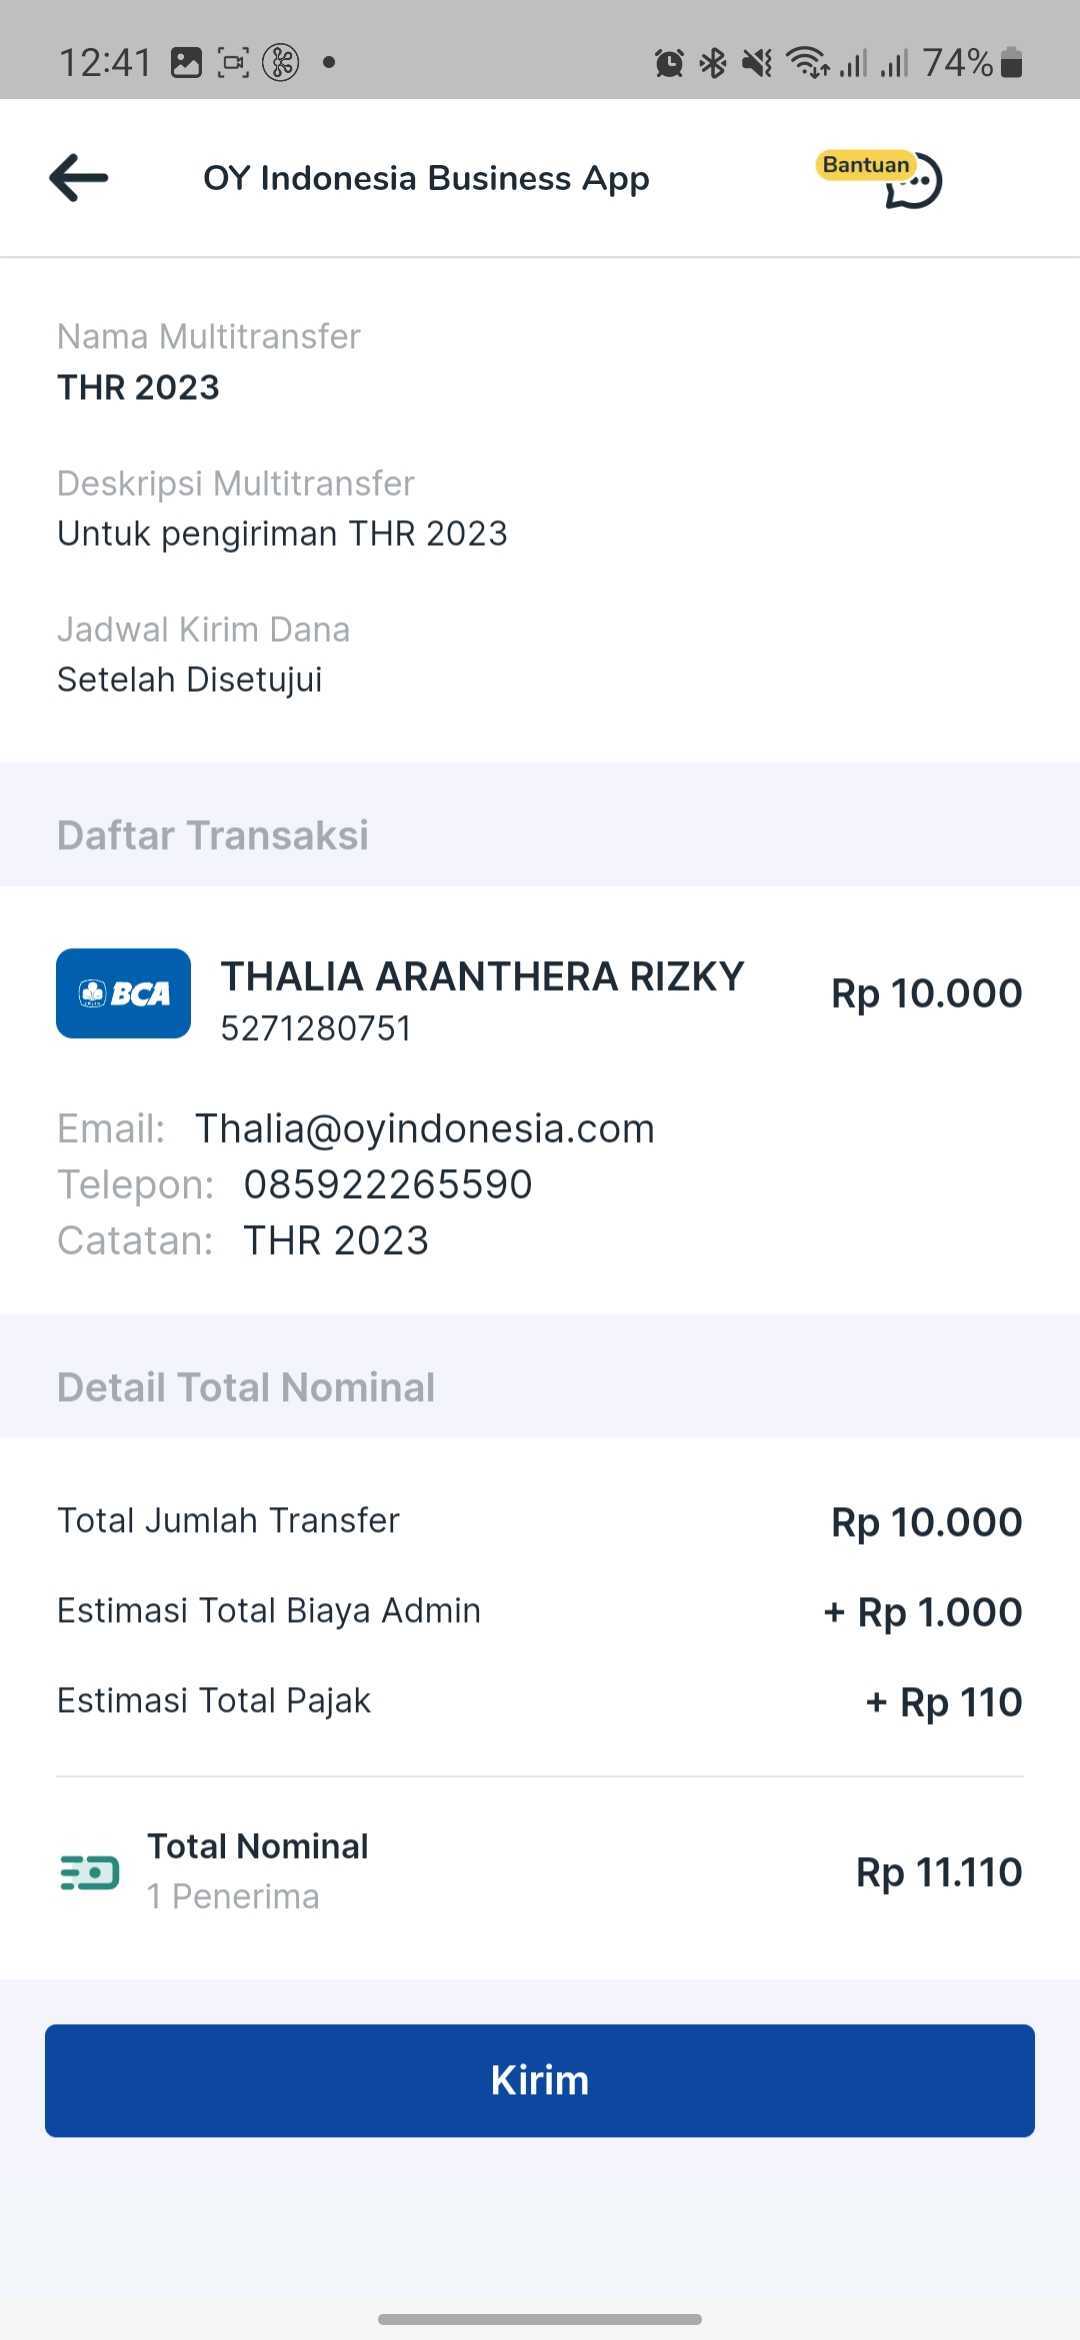 12:41
74%
OY Indonesia Business App
Bantuan
Nama Multitransfer
THR 2023
Deskripsi Multitransfer
Untuk pengiriman THR 2023
Jadwal Kirim Dana
Setelah Disetujui
Daftar Transaksi
BCA
THALIA ARANTHERA RIZKY
Rp 10.000
5271280751
Email: Thalia@oyindonesia.com
Telepon: 085922265590
Catatan: THR 2023
Detail Total Nominal
Total Jumlah Transfer
Rp 10.000
Estimasi Total Biaya Admin
+ Rp 1.000
Estimasi Total Pajak
+ Rp 110
Total Nominal
1 Penerima
Rp 11.110
Kirim